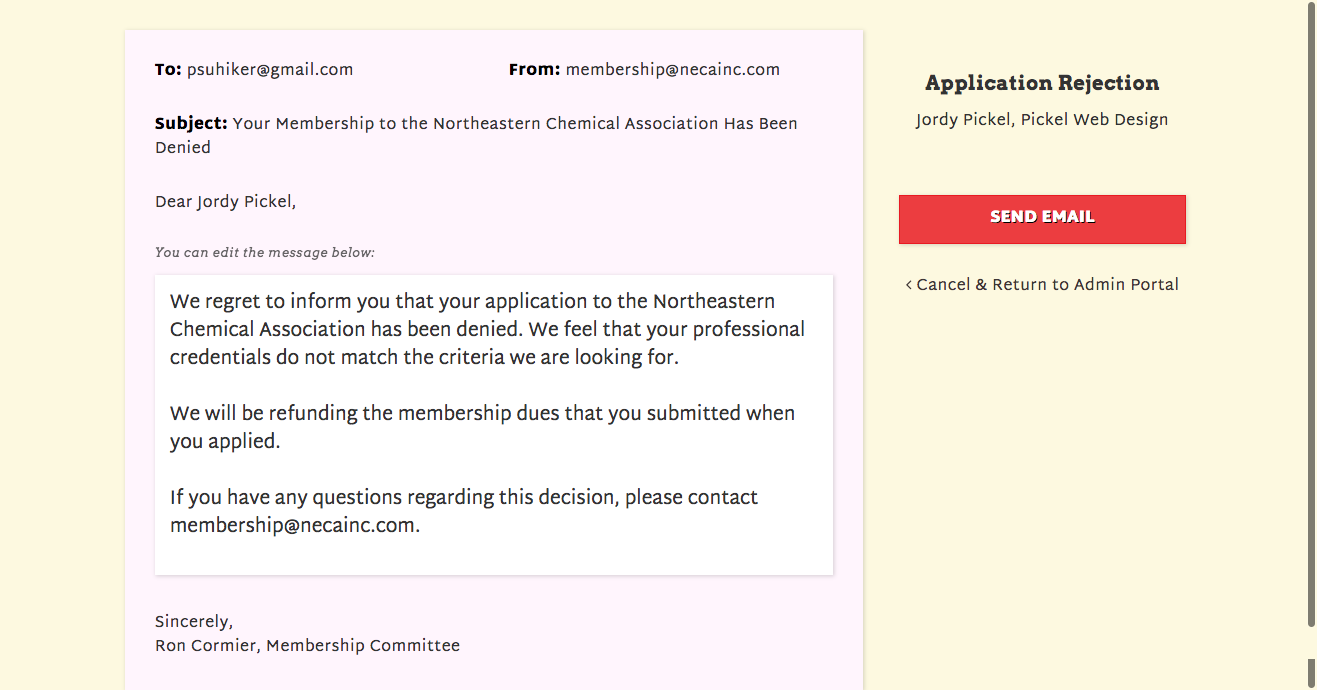 To: psuhiker@gmail.com
From: membership@necainc.com
Subject: Your Membership to the Northeastern Chemical Association Has Been
Denied
Dear Jordy Pickel,
You can edit the message below:
We regret to inform you that your application to the Northeastern
Chemical Association has been denied. We feel that your professional
credentials do not match the criteria we are looking for.
We will be refunding the membership dues that you submitted when
you applied.
If you have any questions regarding this decision, please contact
membership@necainc.com.
Sincerely,
Ron Cormier, Membership Committee
Application Rejection
Jordy Pickel, Pickel Web Design
SEND EMAIL
‹ Cancel & Return to Admin Portal